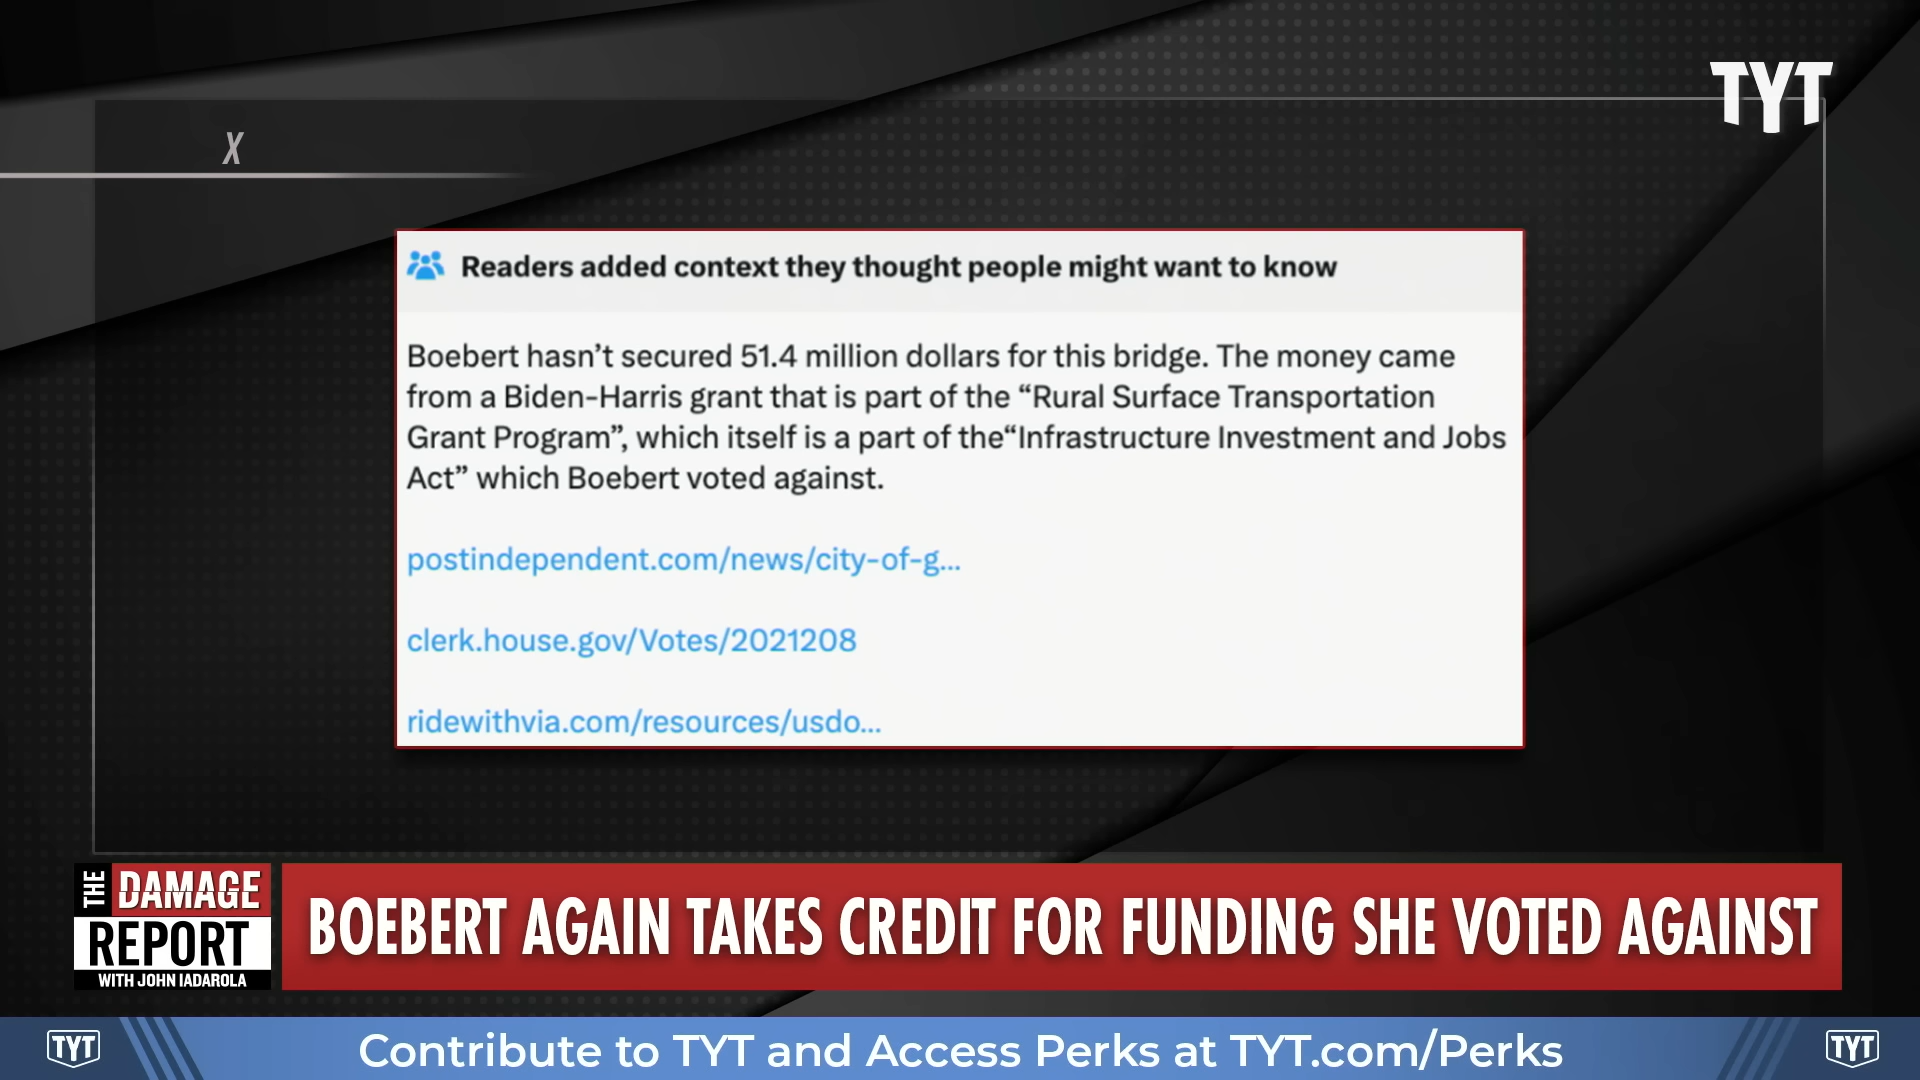 TYT
X
Readers added context they thought people might want to know
Boebert hasn’t secured 51.4 million dollars for this bridge. The money came
from a Biden-Harris grant that is part of the “Rural Surface Transportation
Grant Program”, which itself is a part of the“Infrastructure Investment and Jobs
Act” which Boebert voted against.
postindependent.com/news/city-of-g...
clerk.house.gov/Votes/2021208
ridewithvia.com/resources/usdo...
THE DAMAGE
REPORT
WITH JOHN IADAROLA
BOEBERT AGAIN TAKES CREDIT FOR FUNDING SHE VOTED AGAINST
TYT
Contribute to TYT and Access Perks at TYT.com/Perks
TYT